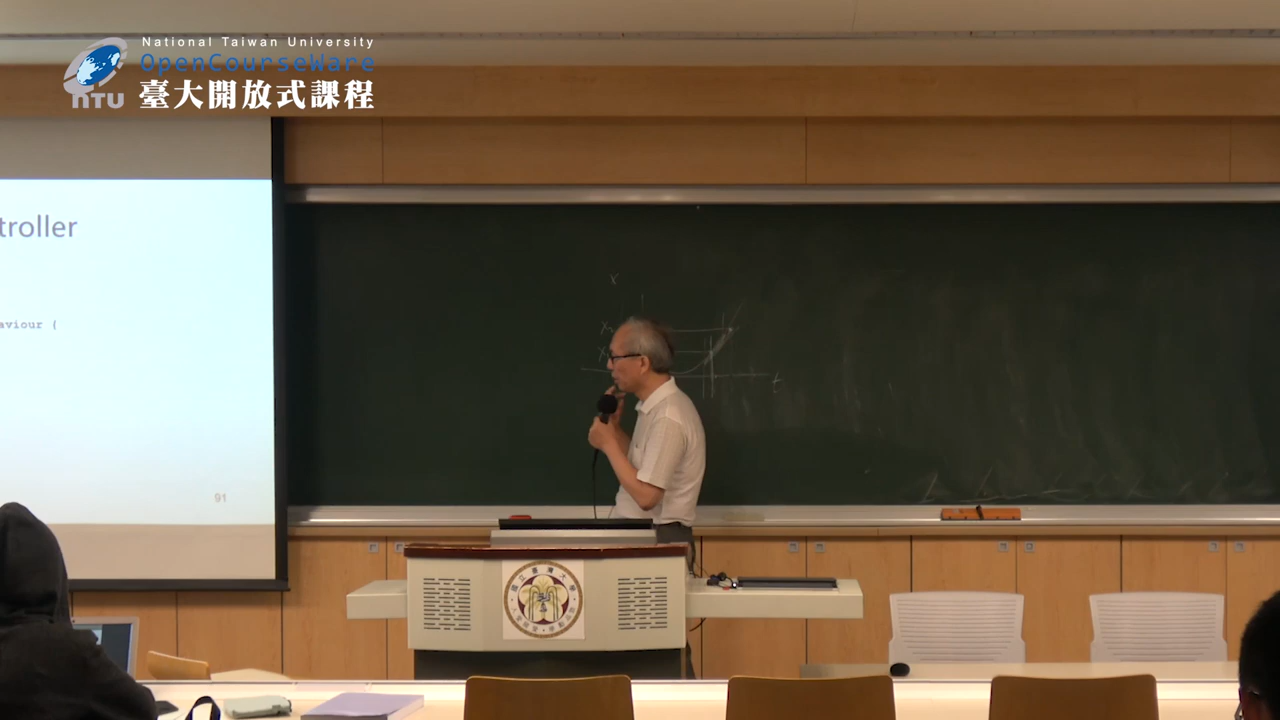 National Taiwan University
OpenCourseWare
臺大開放式課程
NTU
troller
aviour {
91
x
t